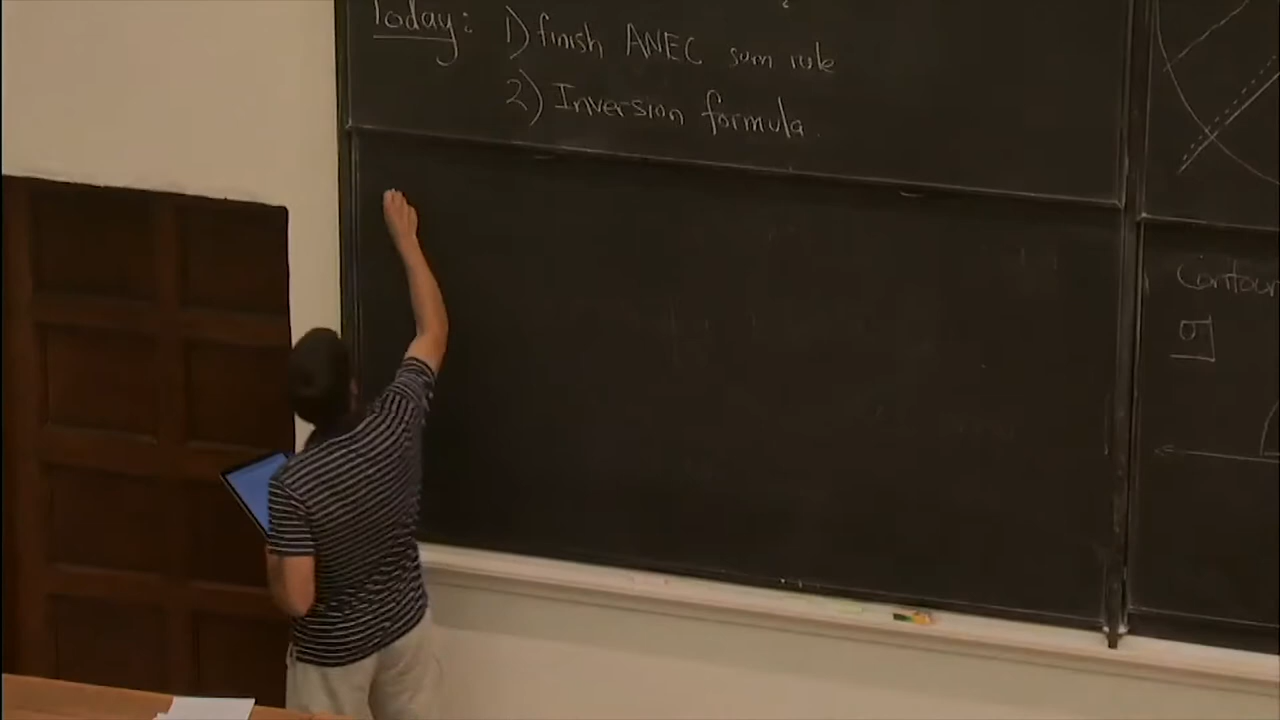 Today: 1) finish ANEC sum rule
2) Inversion formula.
Contour
σ